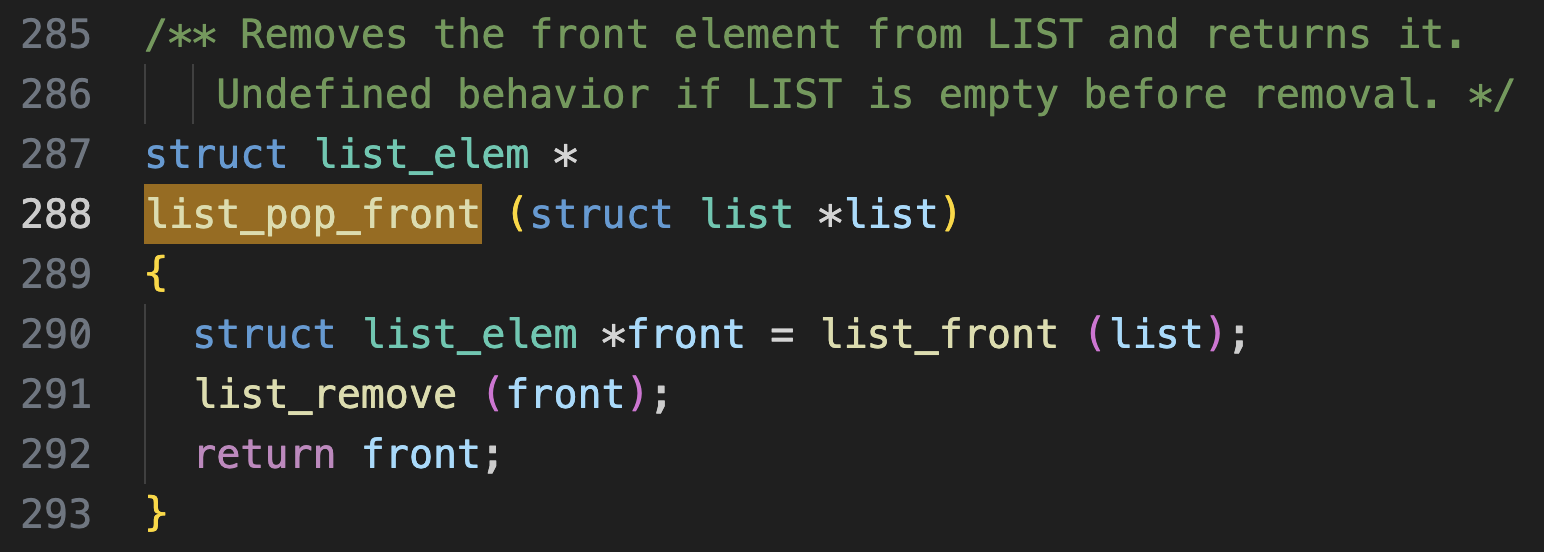 285 /** Removes the front element from LIST and returns it.
286 Undefined behavior if LIST is empty before removal. */
287 struct list_elem *
288 list_pop_front (struct list *list)
289 {
290 struct list_elem *front = list_front (list);
291 list_remove (front);
292 return front;
293 }